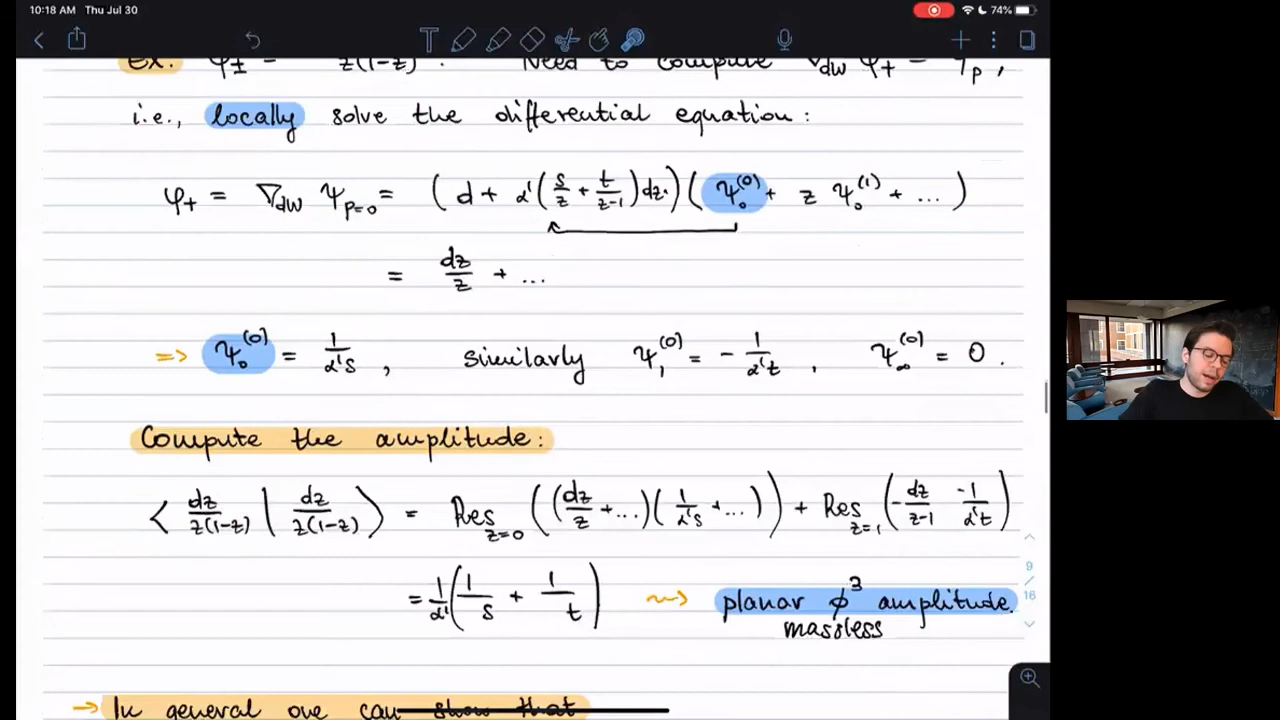 10:18 AM Thu Jul 30
74%
Ex: φ± = z(1-z). Need to compute ∇dw φ+ = ψp,
i.e., locally solve the differential equation:
φ+ = ∇dw ψp=0 = (d + α'(s/z + t/(z-1))dz·)(ψ0^(0) + z ψ0^(1) + ...)
= dz/z + ...
=> ψ0^(0) = 1/(α's), similarly ψ1^(0) = - 1/(α't), ψ∞^(0) = 0.
Compute the amplitude:
⟨ dz/(z(1-z)) | dz/(z(1-z)) ⟩ = Res z=0 ((dz/z + ...)(1/(α's) + ...)) + Res z=1 (- dz/(z-1) -1/(α't))
= 1/α' (1/s + 1/t) ~> planar ϕ³ amplitude.
massless
9 / 16
-> In general one can show that